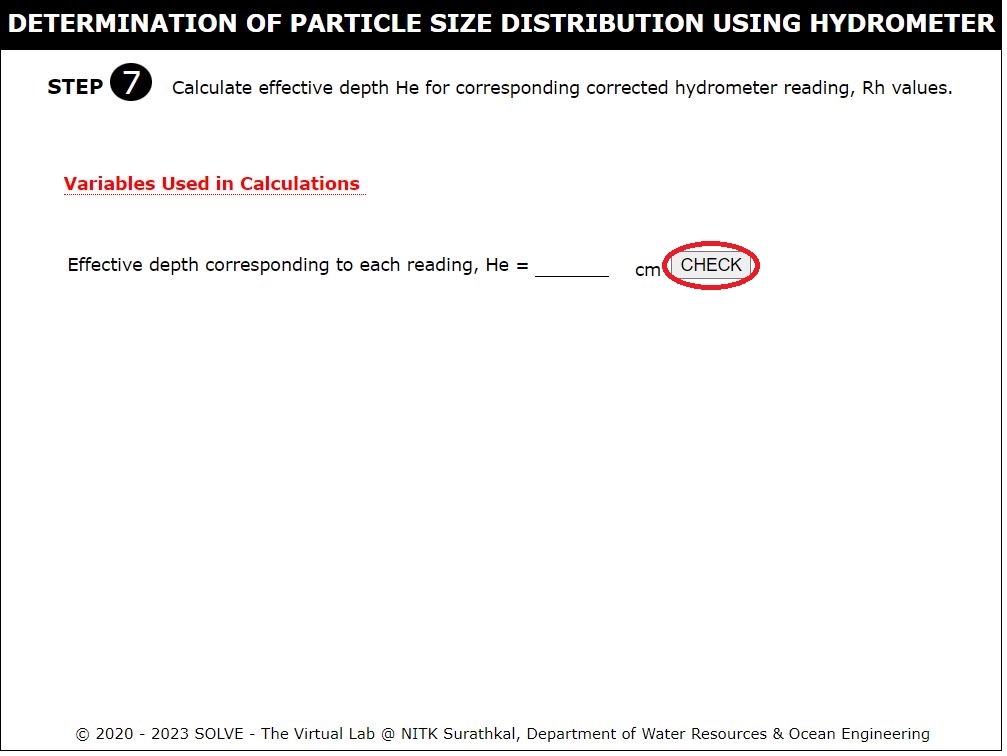 DETERMINATION OF PARTICLE SIZE DISTRIBUTION USING HYDROMETER
STEP 7 Calculate effective depth He for corresponding corrected hydrometer reading, Rh values.
Variables Used in Calculations
Effective depth corresponding to each reading, He = ________ cm CHECK
© 2020 - 2023 SOLVE - The Virtual Lab @ NITK Surathkal, Department of Water Resources & Ocean Engineering